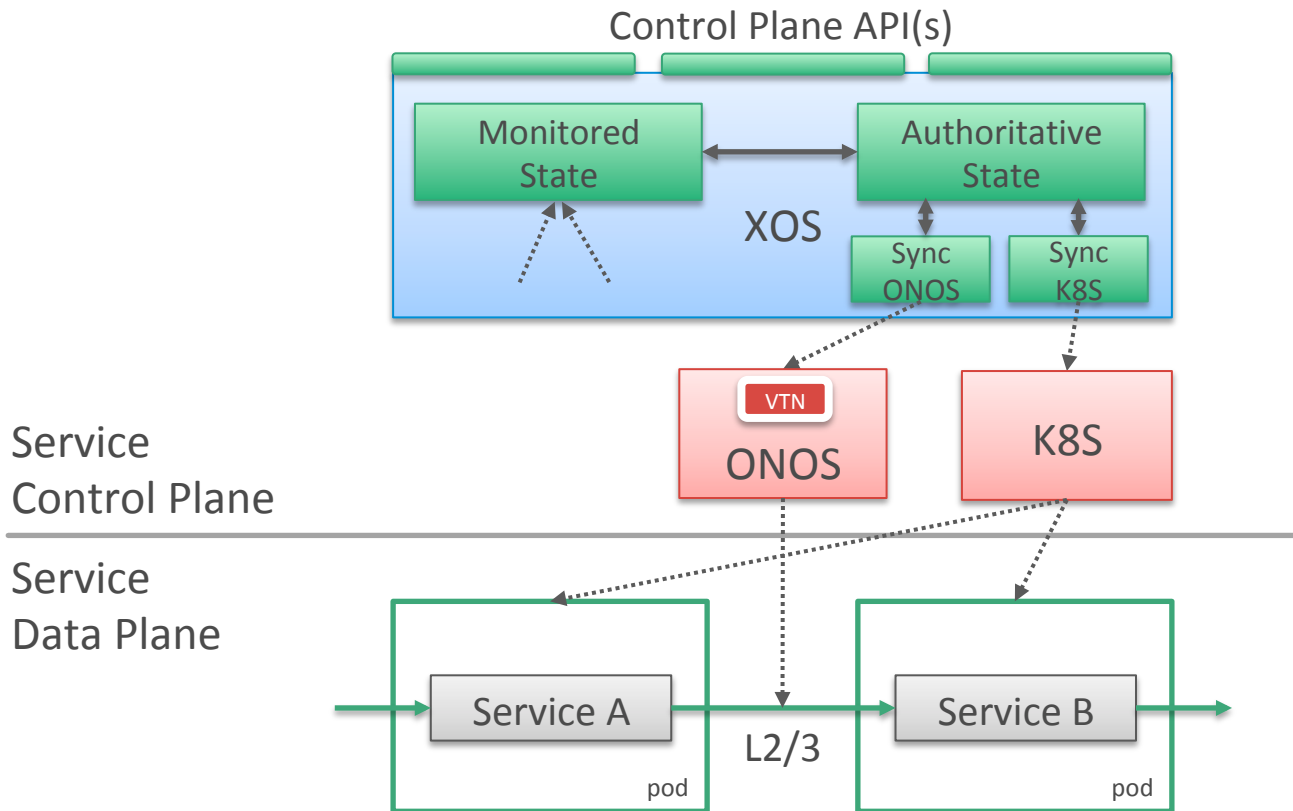 Control Plane API(s)
Monitored
State
Authoritative
State
XOS
Sync
ONOS
Sync
K8S
VTN
ONOS
K8S
Service
Control Plane
Service
Data Plane
Service A
Service B
L2/3
pod
pod